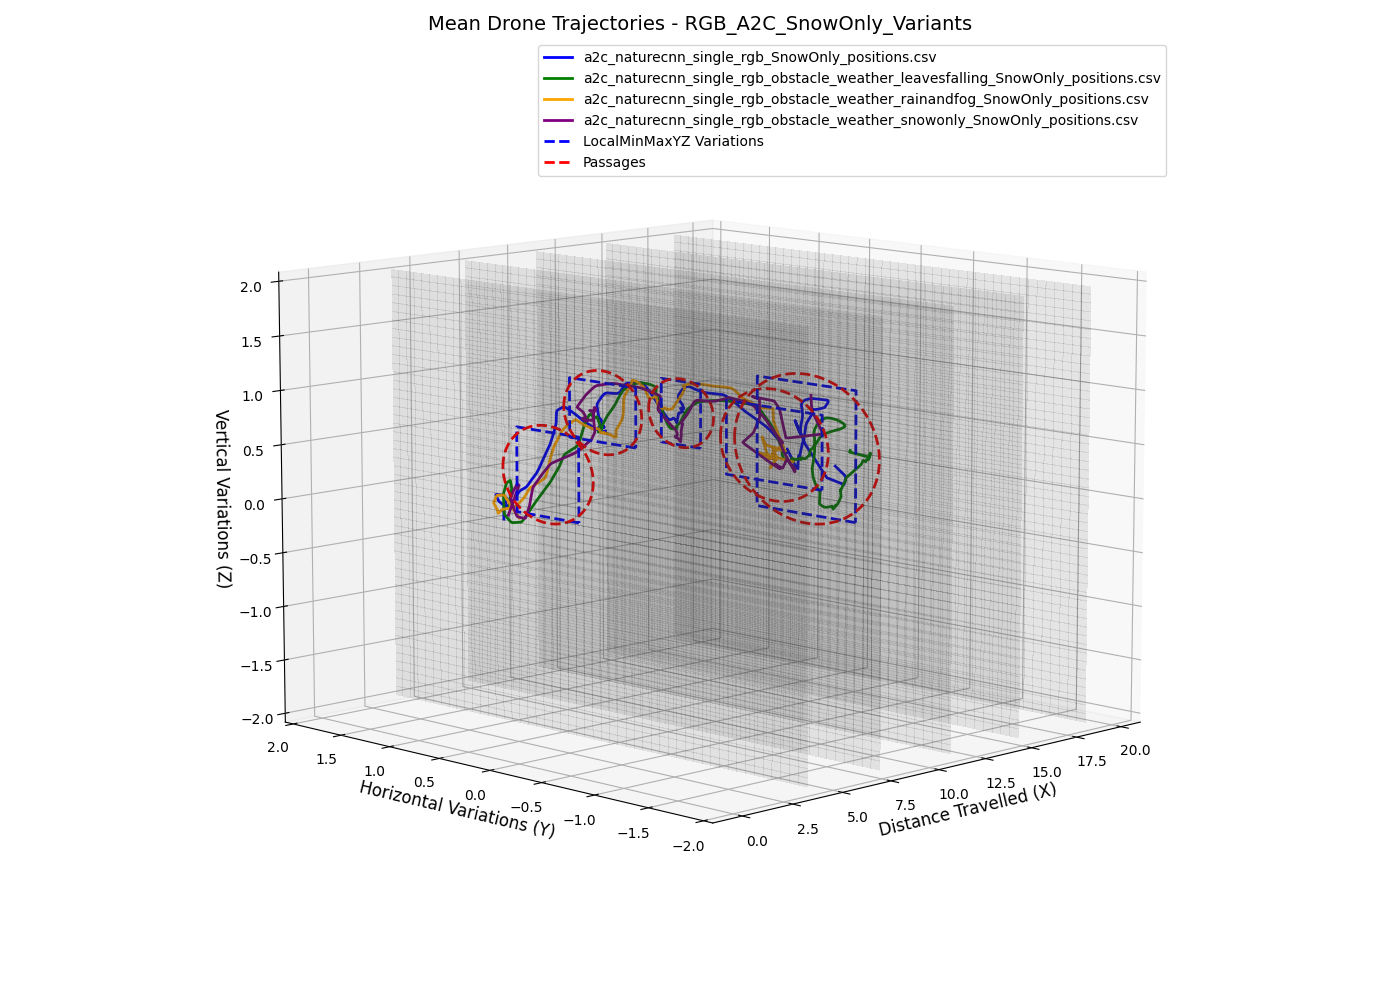 Mean Drone Trajectories - RGB_A2C_SnowOnly_Variants
a2c_naturecnn_single_rgb_SnowOnly_positions.csv
a2c_naturecnn_single_rgb_obstacle_weather_leavesfalling_SnowOnly_positions.csv
a2c_naturecnn_single_rgb_obstacle_weather_rainandfog_SnowOnly_positions.csv
a2c_naturecnn_single_rgb_obstacle_weather_snowonly_SnowOnly_positions.csv
LocalMinMaxYZ Variations
Passages
2.0
1.5
1.0
0.5
0.0
−0.5
−1.0
−1.5
−2.0
Vertical Variations (Z)
2.0
1.5
1.0
0.5
0.0
−0.5
−1.0
−1.5
−2.0
Horizontal Variations (Y)
0.0
2.5
5.0
7.5
10.0
12.5
15.0
17.5
20.0
Distance Travelled (X)